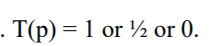 . T(p) = 1 or ½ or 0.